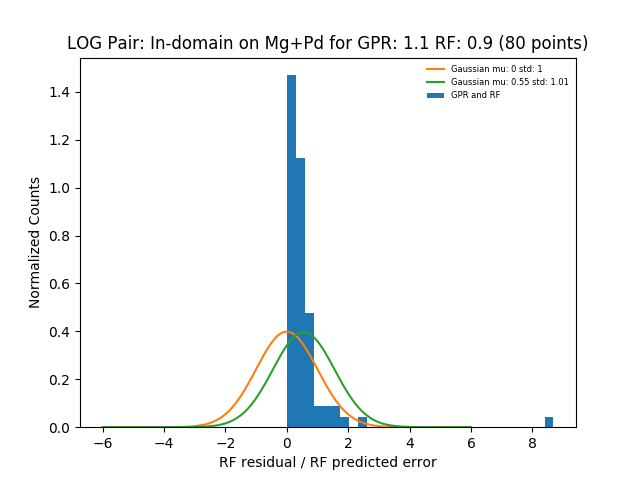 LOG Pair: In-domain on Mg+Pd for GPR: 1.1 RF: 0.9 (80 points)
Gaussian mu: 0 std: 1
Gaussian mu: 0.55 std: 1.01
GPR and RF
Normalized Counts
1.4
1.2
1.0
0.8
0.6
0.4
0.2
0.0
−6 −4 −2 0 2 4 6 8
RF residual / RF predicted error